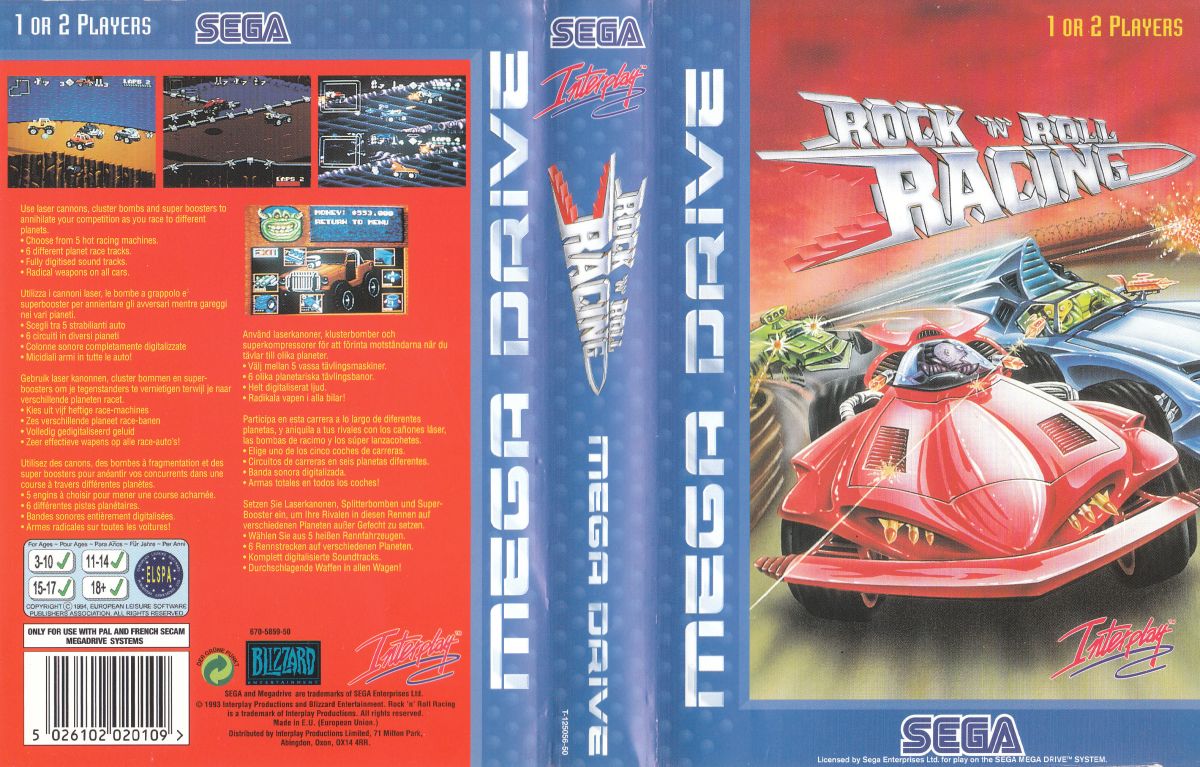 1 OR 2 PLAYERS
SEGA
LAPS 2
LAPS 2
Use laser cannons, cluster bombs and super boosters to
annihilate your competition as you race to different
planets.
• Choose from 5 hot racing machines.
• 6 different planet race tracks.
• Fully digitised sound tracks.
• Radical weapons on all cars.
Utilizza i cannoni laser, le bombe a grappolo e'
superbooster per annientare gli avversari mentre gareggi
nei vari pianeti.
• Scegli tra 5 strabilianti auto
• 6 circuiti in diversi pianeti
• Colonne sonore completamente digitalizzate
• Micidiali armi in tutte le auto!
Gebruik laser kanonnen, cluster bommen en super-
boosters om je tegenstanders te vernietigen terwijl je naar
verschillende planeten racet.
• Kies uit vijf heftige race-machines
• Zes verschillende planeet race-banen
• Volledig gedigitaliseerd geluid
• Zeer effectieve wapens op alle race-auto's!
Utilisez des canons, des bombes à fragmentation et des
super boosters pour anéantir vos concurrents dans une
course à travers différentes planètes.
• 5 engins à choisir pour mener une course acharnée.
• 6 différentes pistes planétaires.
• Bandes sonores entièrement digitalisées.
• Armes radicales sur toutes les voitures!
MONEY: $993,000
RETURN TO MENU
EXIT
Använd laserkanoner, klusterbomber och
superkompressorer för att förinta motståndarna när du
tävlar till olika planeter.
• Välj mellan 5 vassa tävlingsmaskiner.
• 6 olika planetariska tävlingsbanor.
• Helt digitaliserat ljud.
• Radikala vapen i alla bilar!
Participa en esta carrera a lo largo de diferentes
planetas, y aniquila a tus rivales con los cañones láser,
las bombas de racimo y los súper lanzacohetes.
• Elige uno de los cinco coches de carreras.
• Circuitos de carreras en seis planetas diferentes.
• Banda sonora digitalizada.
• Armas totales en todos los coches!
Setzen Sie Laserkanonen, Splitterbomben und Super-
Booster ein, um Ihre Rivalen in diesen Rennen auf
verschiedenen Planeten außer Gefecht zu setzen.
• Wählen Sie aus 5 heißen Rennfahrzeugen.
• 6 Rennstrecken auf verschiedenen Planeten.
• Komplett digitalisierte Soundtracks.
• Durchschlagende Waffen in allen Wagen!
For Ages ~ Pour Ages ~ Para Años ~ Für Jahre ~ Per Anni
3-10 11-14
15-17 18+
ELSPA
COPYRIGHT © 1994, EUROPEAN LEISURE SOFTWARE
PUBLISHERS ASSOCIATION. ALL RIGHTS RESERVED
ONLY FOR USE WITH PAL AND FRENCH SECAM
MEGADRIVE SYSTEMS
5 026102 020109 >
670-5859-50
DER GRÜNE PUNKT
BLIZZARD
ENTERTAINMENT
Interplay™
SEGA and Megadrive are trademarks of SEGA Enterprises Ltd.
© 1993 Interplay Productions and Blizzard Entertainment. Rock 'n' Roll Racing
is a trademark of Interplay Productions. All rights reserved.
Made in E.U. (European Union.)
Distributed by Interplay Productions Limited, 71 Milton Park,
Abingdon, Oxon, OX14 4RR.
MEGA DRIVE
SEGA
Interplay™
ROCK 'N' ROLL
RACING
MEGA DRIVE
T-125056-50
MEGA DRIVE
1 OR 2 PLAYERS
ROCK 'N' ROLL
RACING
Interplay™
SEGA
Licensed by Sega Enterprises Ltd. for play on the SEGA MEGA DRIVE™ SYSTEM.